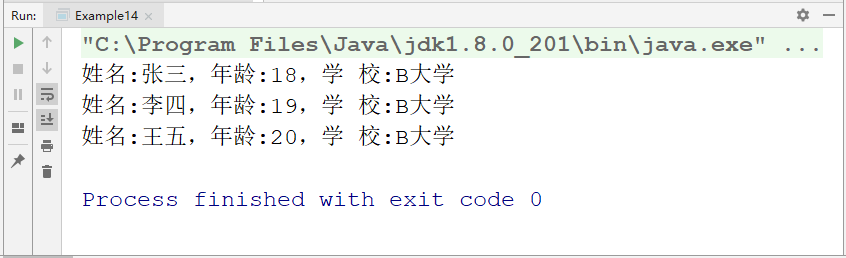 Run: Example14
"C:\Program Files\Java\jdk1.8.0_201\bin\java.exe" ...
姓名:张三，年龄:18，学 校:B大学
姓名:李四，年龄:19，学 校:B大学
姓名:王五，年龄:20，学 校:B大学
Process finished with exit code 0